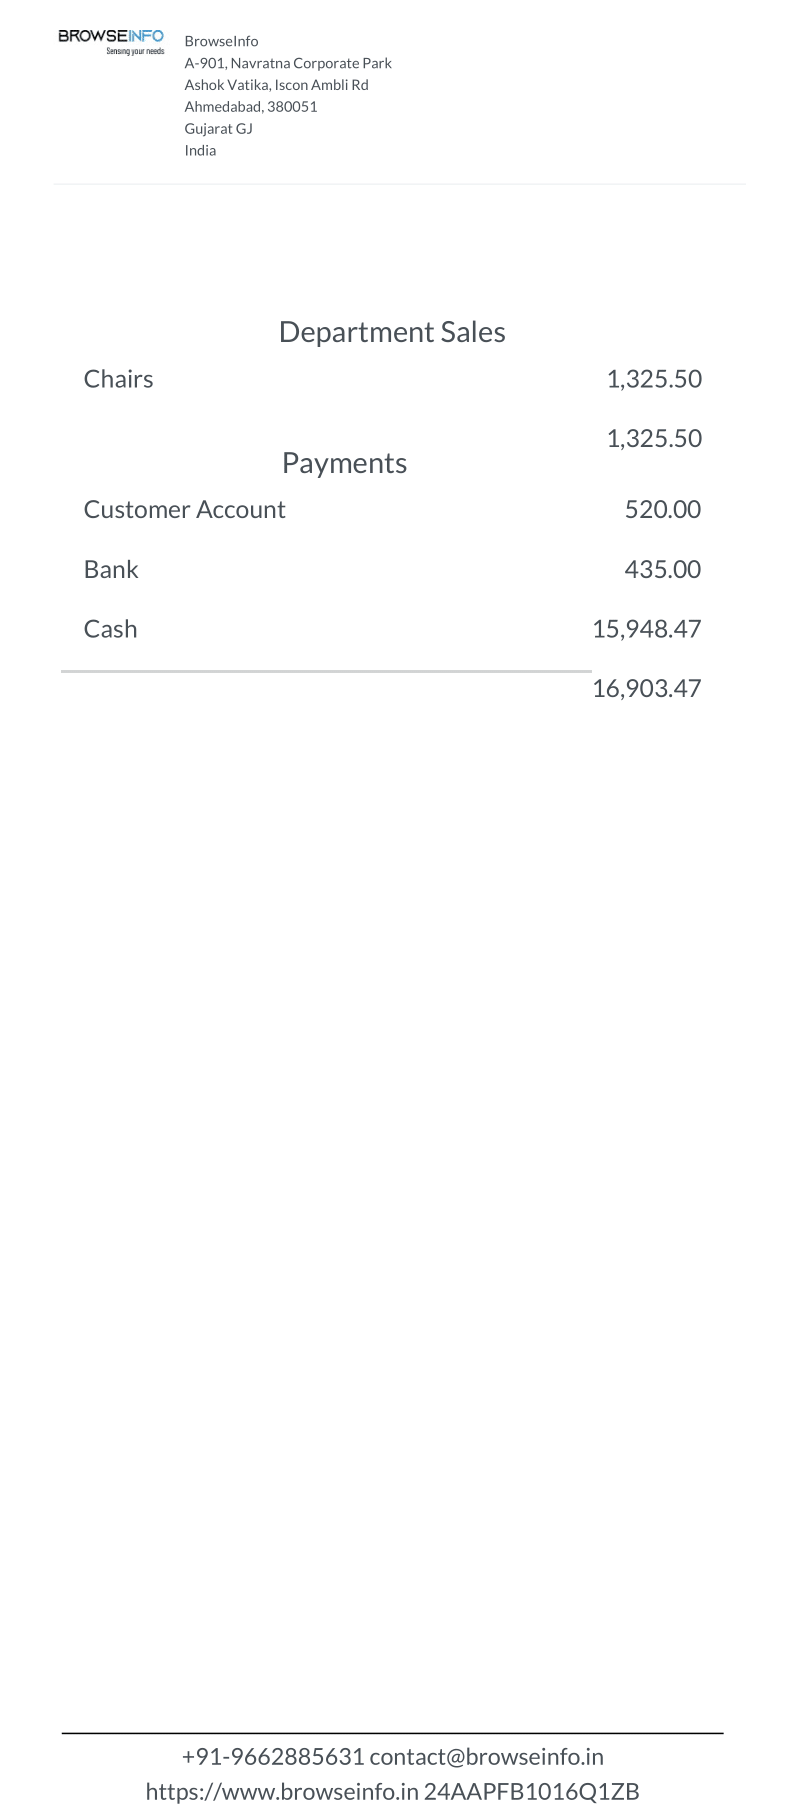 BROWSEINFO
Sensing your needs
BrowseInfo
A-901, Navratna Corporate Park
Ashok Vatika, Iscon Ambli Rd
Ahmedabad, 380051
Gujarat GJ
India
Department Sales
Chairs 1,325.50
1,325.50
Payments
Customer Account 520.00
Bank 435.00
Cash 15,948.47
16,903.47
+91-9662885631 contact@browseinfo.in
https://www.browseinfo.in 24AAPFB1016Q1ZB